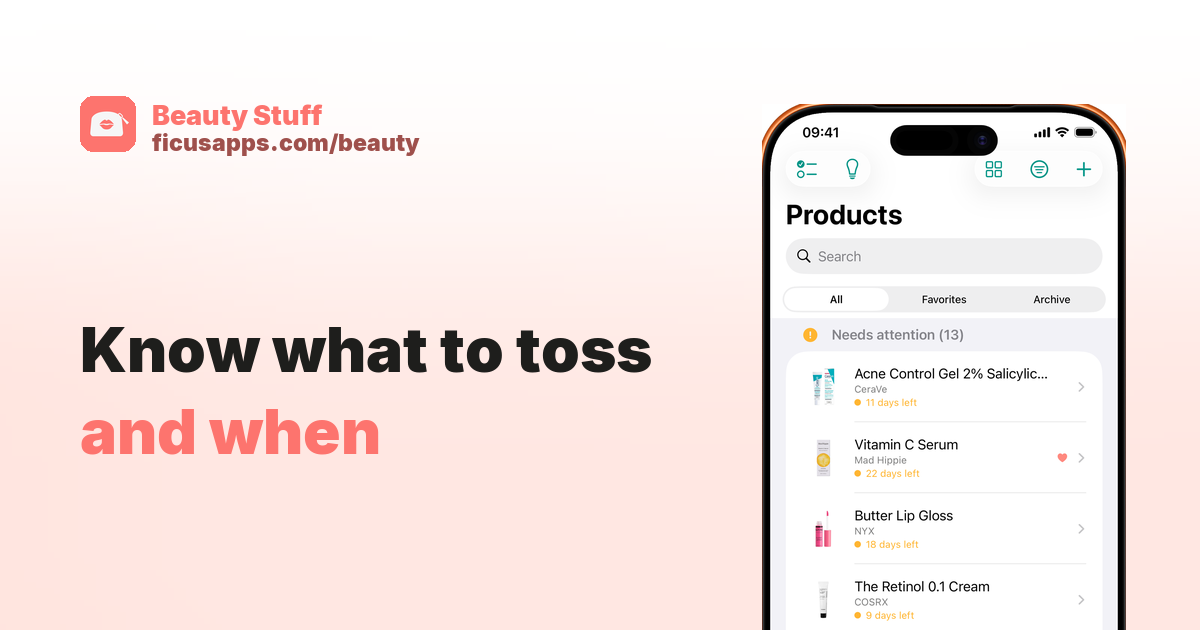 Beauty Stuff
ficusapps.com/beauty
Know what to toss
and when
09:41
Products
Search
All Favorites Archive
Needs attention (13)
Acne Control Gel 2% Salicylic...
CeraVe
11 days left
Vitamin C Serum
Mad Hippie
22 days left
Butter Lip Gloss
NYX
18 days left
The Retinol 0.1 Cream
COSRX
9 days left